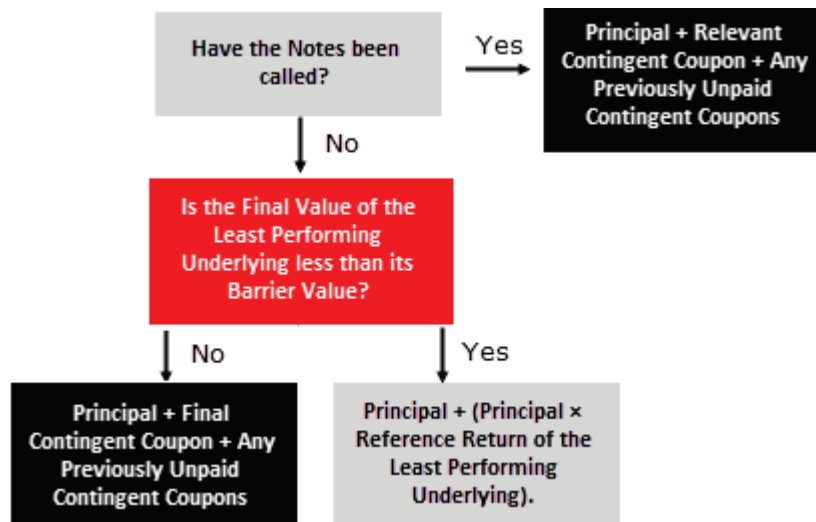 Have the Notes been
called?
Yes
Principal + Relevant
Contingent Coupon + Any
Previously Unpaid
Contingent Coupons
No
Is the Final Value of the
Least Performing
Underlying less than its
Barrier Value?
No
Yes
Principal + Final
Contingent Coupon + Any
Previously Unpaid
Contingent Coupons
Principal + (Principal ×
Reference Return of the
Least Performing
Underlying).